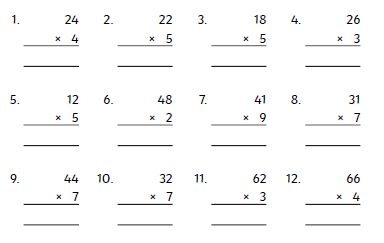 1. 24 2. 22 3. 18 4. 26
× 4 × 5 × 5 × 3
5. 12 6. 48 7. 41 8. 31
× 5 × 2 × 9 × 7
9. 44 10. 32 11. 62 12. 66
× 7 × 7 × 3 × 4